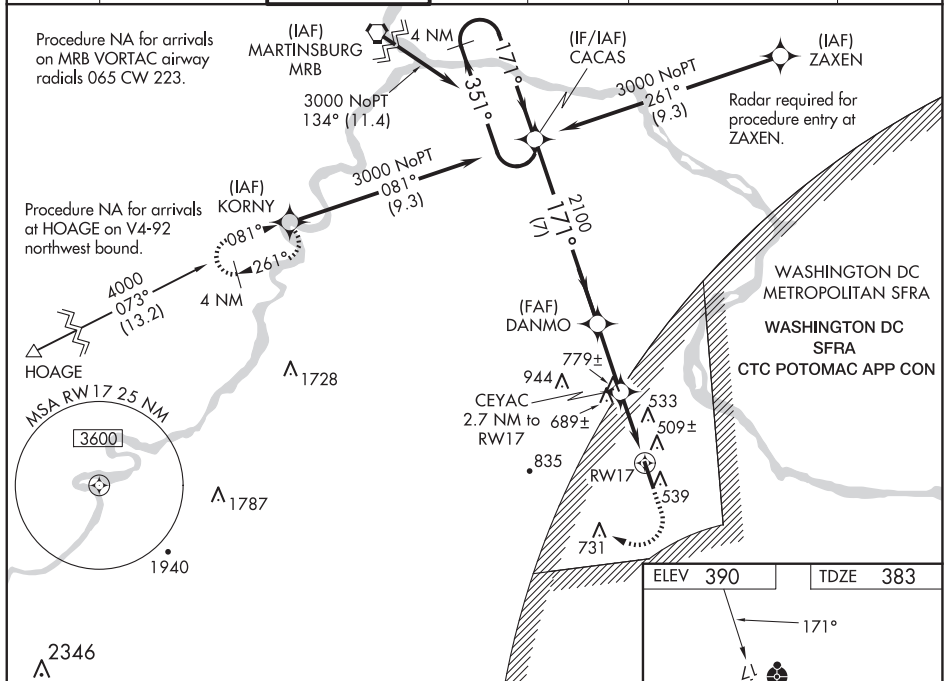 Procedure NA for arrivals
on MRB VORTAC airway
radials 065 CW 223.
(IAF)
MARTINSBURG
MRB
4 NM
171°
351°
(IF/IAF)
CACAS
(IAF)
ZAXEN
3000 NoPT
134° (11.4)
3000 NoPT
261°
(9.3)
Radar required for
procedure entry at
ZAXEN.
3000 NoPT
081°
(9.3)
(IAF)
KORNY
Procedure NA for arrivals
at HOAGE on V4-92
northwest bound.
081°
261°
4 NM
4000
073°
(13.2)
HOAGE
2100
171°
(7)
WASHINGTON DC
METROPOLITAN SFRA
WASHINGTON DC
SFRA
CTC POTOMAC APP CON
(FAF)
DANMO
779±
944
CEYAC
2.7 NM to
RW17
689±
533
509±
1728
835
RW17
539
731
MSA RW17 25 NM
3600
1787
1940
2346
ELEV 390
TDZE 383
171°
17